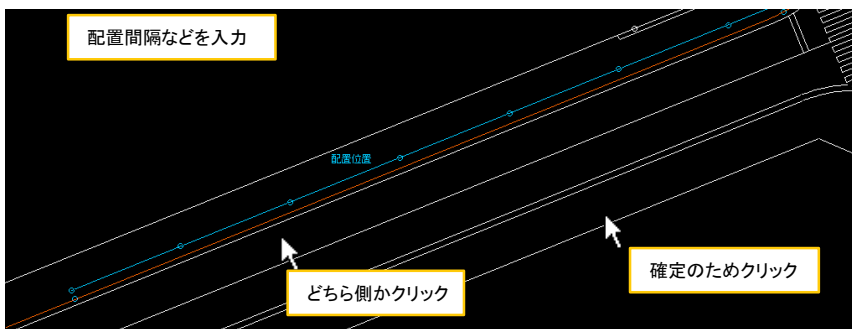 配置間隔などを入力
配置位置
どちら側かクリック
確定のためクリック